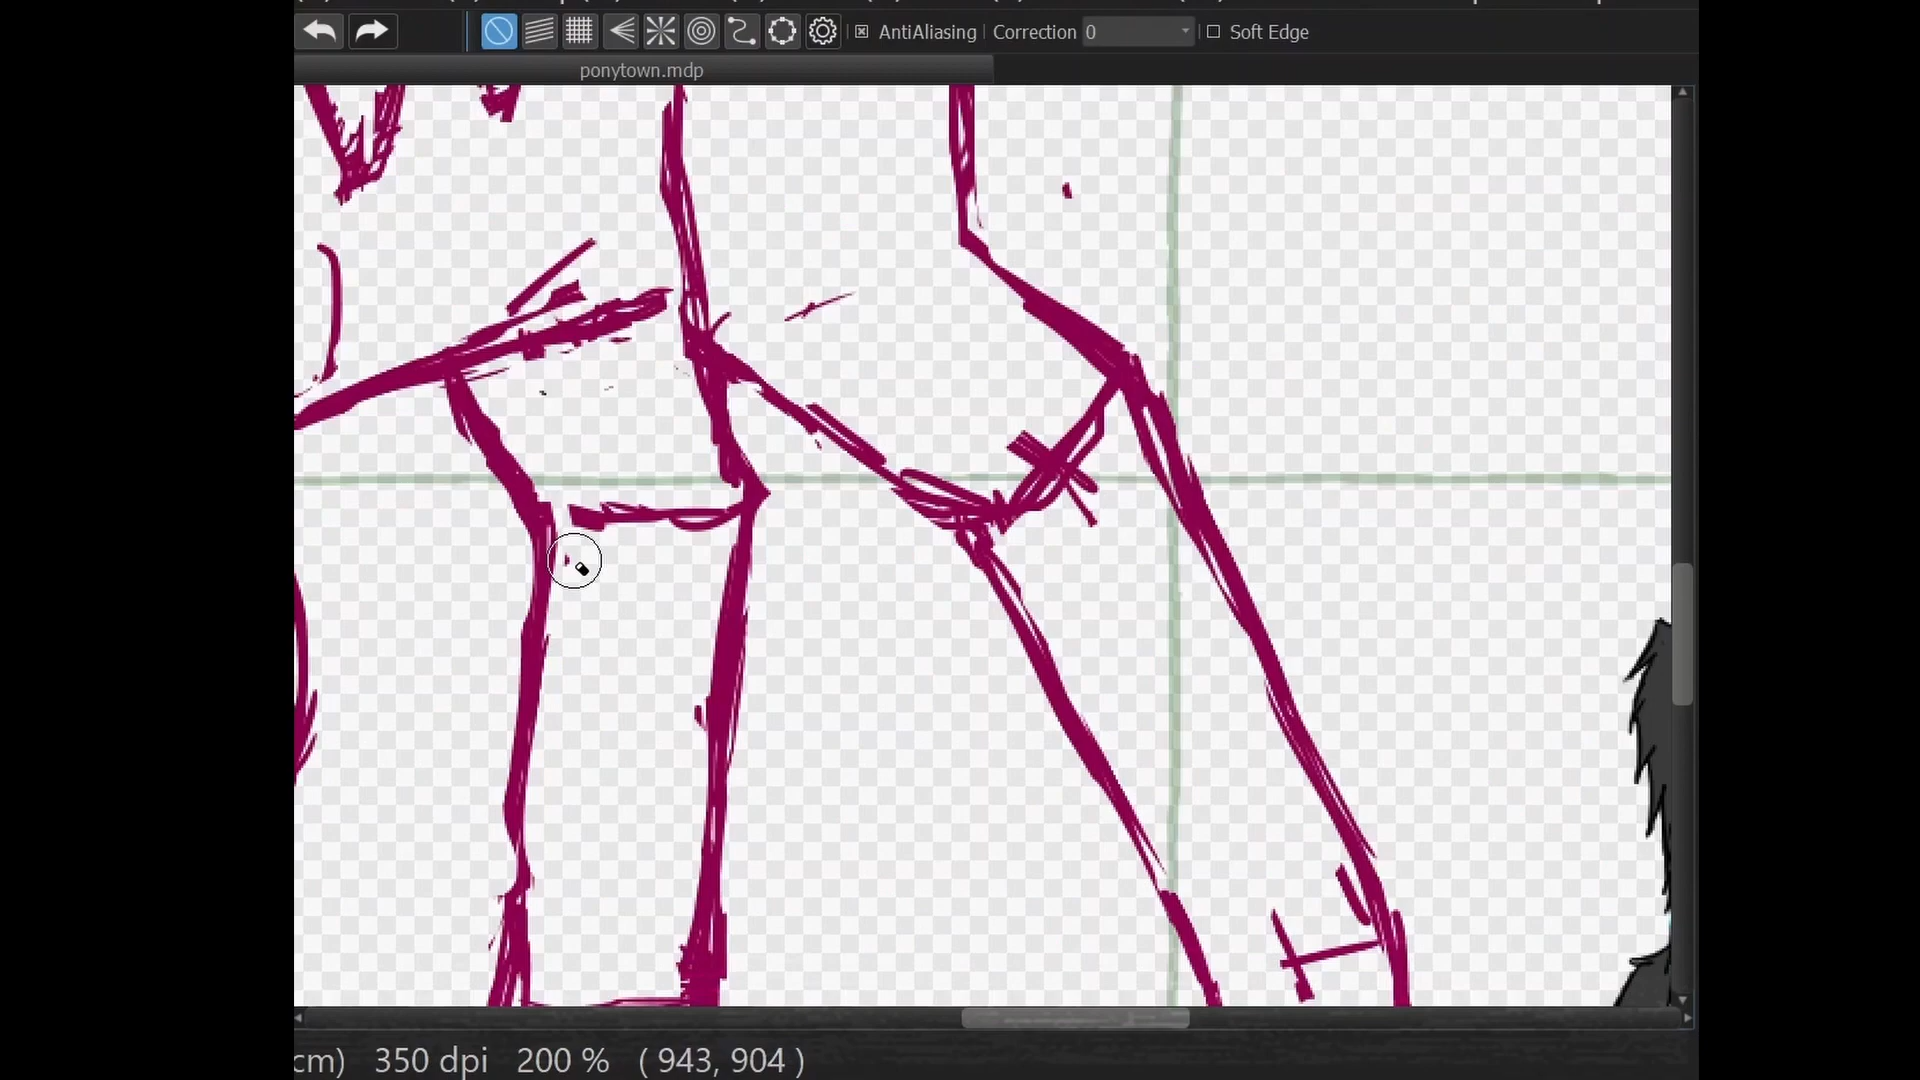 AntiAliasing Correction 0 Soft Edge
ponytown.mdp
cm) 350 dpi 200 % ( 943, 904 )